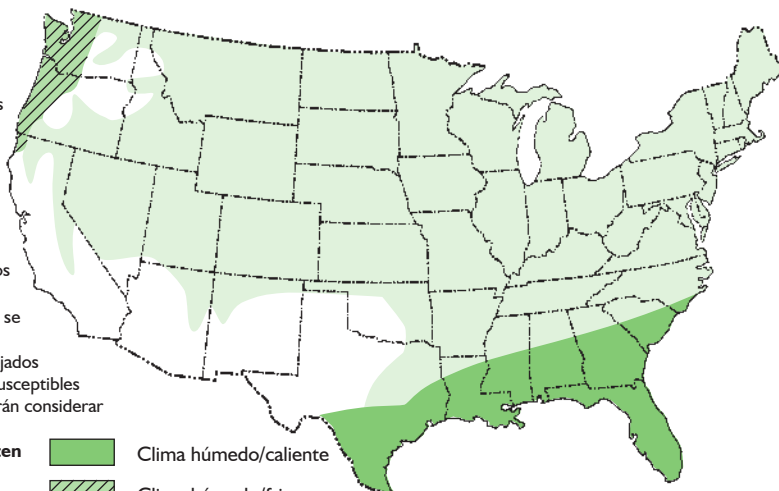 s
os
se
jados
usceptibles
rán considerar
ten
Clima húmedo/caliente